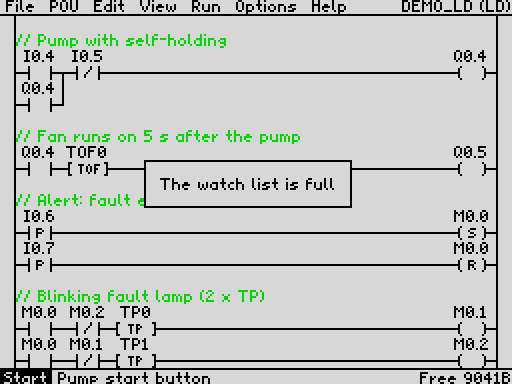 File POU Edit View Run Options Help DEMO_LD (LD)
// Pump with self-holding
I0.4 I0.5 Q0.4
/ ( )
Q0.4
// Fan runs on 5 s after the pump
Q0.4 TOF0 Q0.5
[ TOF ] ( )
The watch list is full
// Alert: fault e
I0.6 M0.0
P ( S )
I0.7 M0.0
P ( R )
// Blinking fault lamp (2 x TP)
M0.0 M0.2 TP0 M0.1
/ [ TP ] ( )
M0.0 M0.1 TP1 M0.2
/ [ TP ] ( )
Start Pump start button Free 9041B